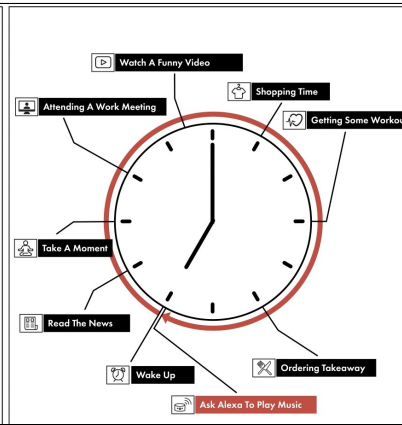 Watch A Funny Video
Shopping Time
Attending A Work Meeting
Getting Some Workou
Take A Moment
Read The News
Wake Up
Ordering Takeaway
Ask Alexa To Play Music